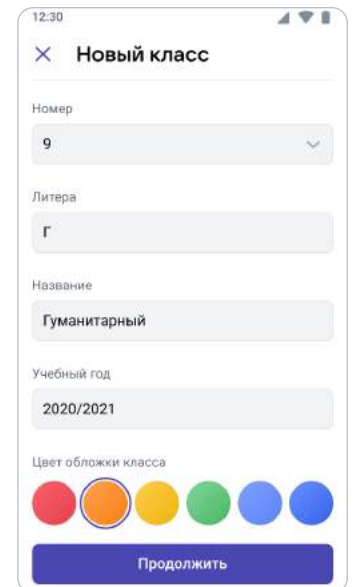 12:30
Новый класс
Номер
9
Литера
Г
Название
Гуманитарный
Учебный год
2020/2021
Цвет обложки класса
Продолжить